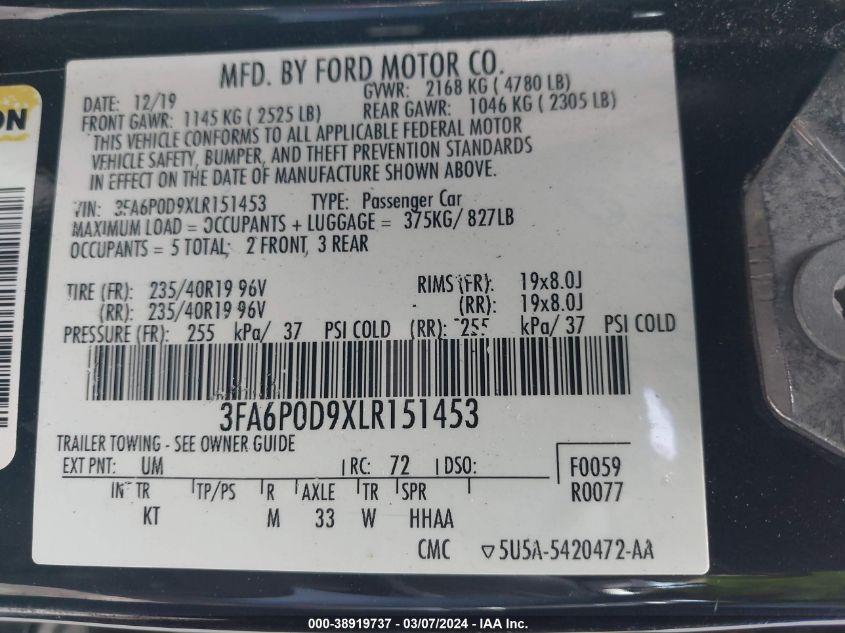 ON
MFD. BY FORD MOTOR CO.
DATE: 12/19 GVWR: 2168 KG ( 4780 LB)
FRONT GAWR: 1145 KG ( 2525 LB) REAR GAWR: 1046 KG ( 2305 LB)
THIS VEHICLE CONFORMS TO ALL APPLICABLE FEDERAL MOTOR
VEHICLE SAFETY, BUMPER, AND THEFT PREVENTION STANDARDS
IN EFFECT ON THE DATE OF MANUFACTURE SHOWN ABOVE.
VIN: 3FA6P0D9XLR151453 TYPE: Passenger Car
MAXIMUM LOAD = OCCUPANTS + LUGGAGE = 375KG/ 827LB
OCCUPANTS = 5 TOTAL; 2 FRONT, 3 REAR
TIRE (FR): 235/40R19 96V RIMS (FR): 19x8.0J
(RR): 235/40R19 96V (RR): 19x8.0J
PRESSURE (FR): 255 kPa/ 37 PSI COLD (RR): 255 kPa/ 37 PSI COLD
3FA6P0D9XLR151453
TRAILER TOWING - SEE OWNER GUIDE
EXT PNT: UM RC: 72 DSO: F0059
INT TR TP/PS R AXLE TR SPR R0077
KT M 33 W HHAA
CMC ▽5U5A-5420472-AA
000-38919737 - 03/07/2024 - IAA Inc.